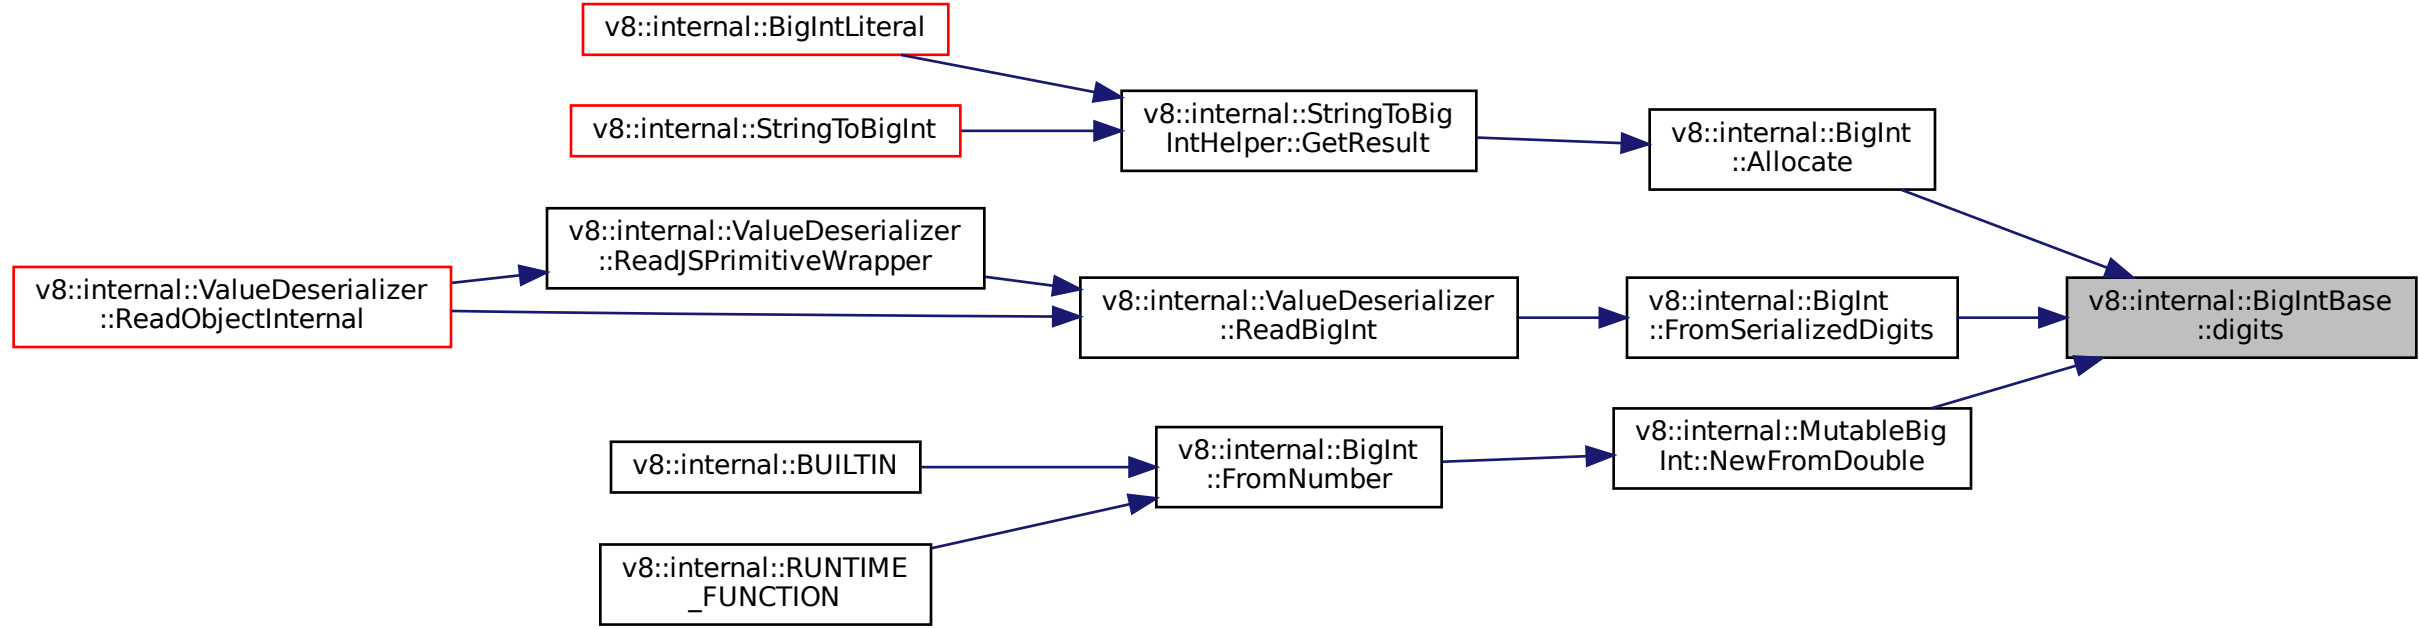 v8::internal::BigIntLiteral
v8::internal::StringToBigInt
v8::internal::StringToBig
IntHelper::GetResult
v8::internal::BigInt
::Allocate
v8::internal::ValueDeserializer
::ReadJSPrimitiveWrapper
v8::internal::ValueDeserializer
::ReadObjectInternal
v8::internal::ValueDeserializer
::ReadBigInt
v8::internal::BigInt
::FromSerializedDigits
v8::internal::BigIntBase
::digits
v8::internal::BUILTIN
v8::internal::BigInt
::FromNumber
v8::internal::MutableBig
Int::NewFromDouble
v8::internal::RUNTIME
_FUNCTION